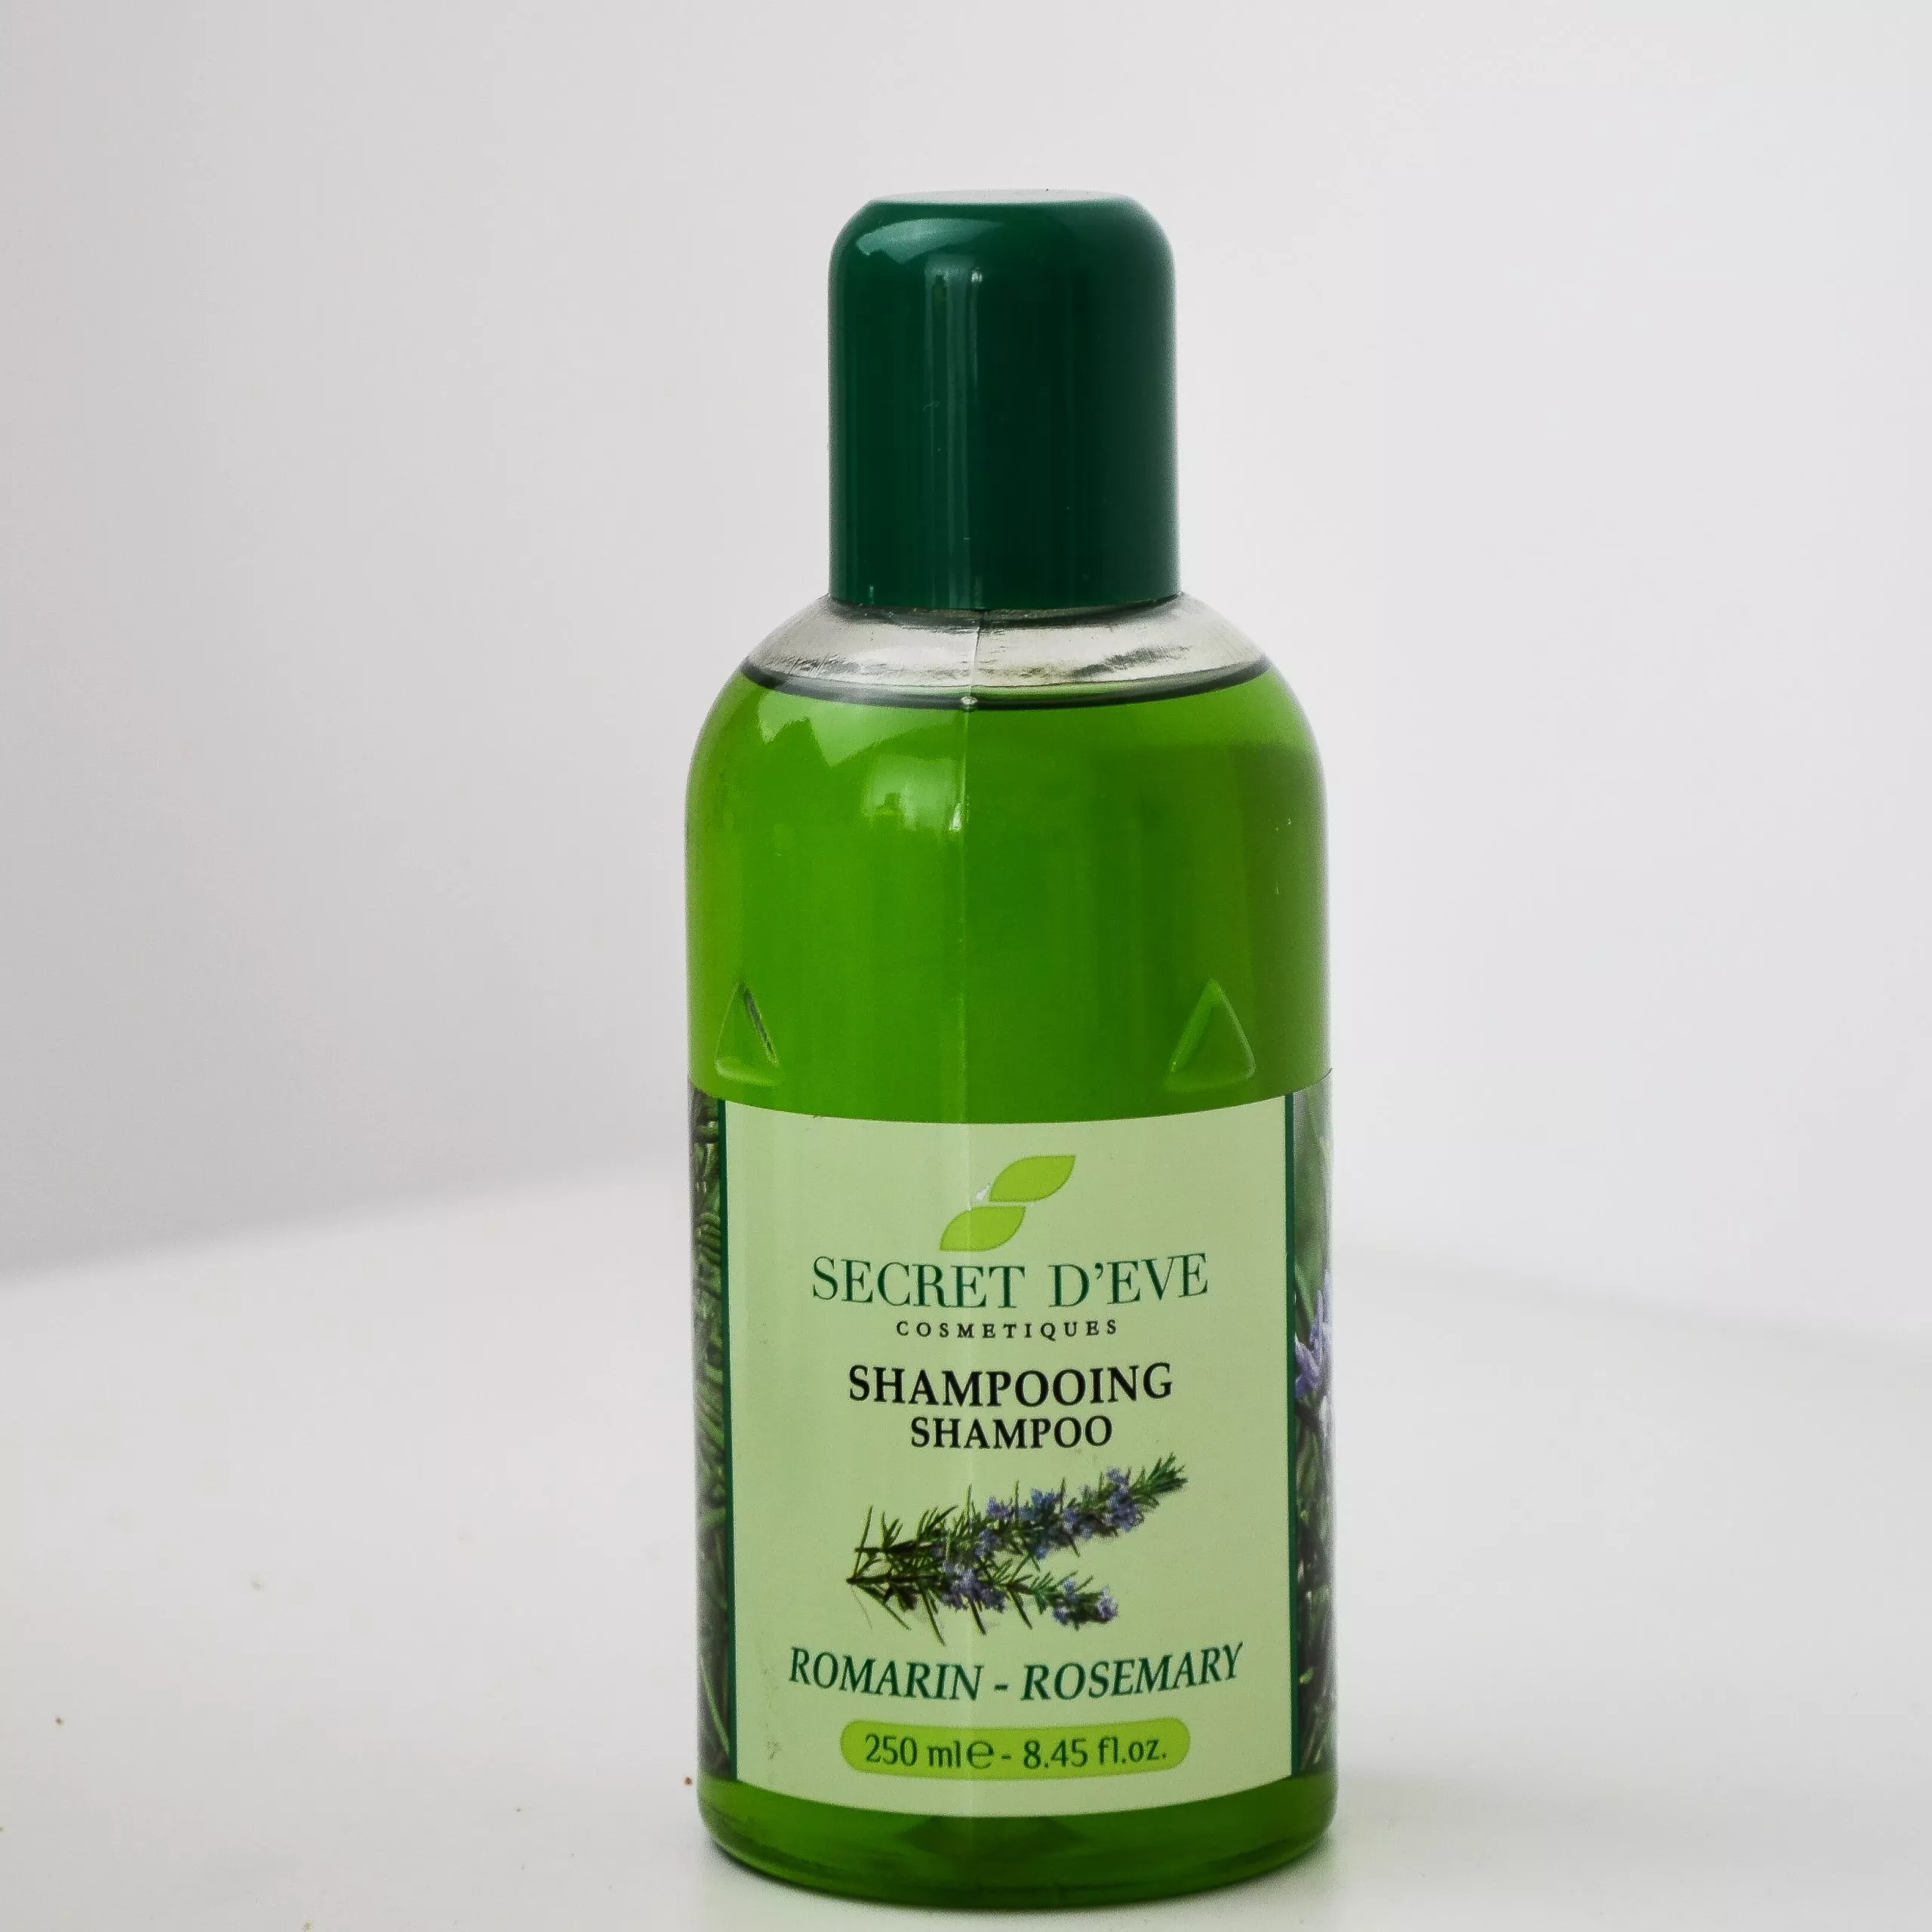 SECRET D'EVE
COSMETIQUES
SHAMPOOING
SHAMPOO
ROMARIN - ROSEMARY
250 ml℮ - 8.45 fl.oz.